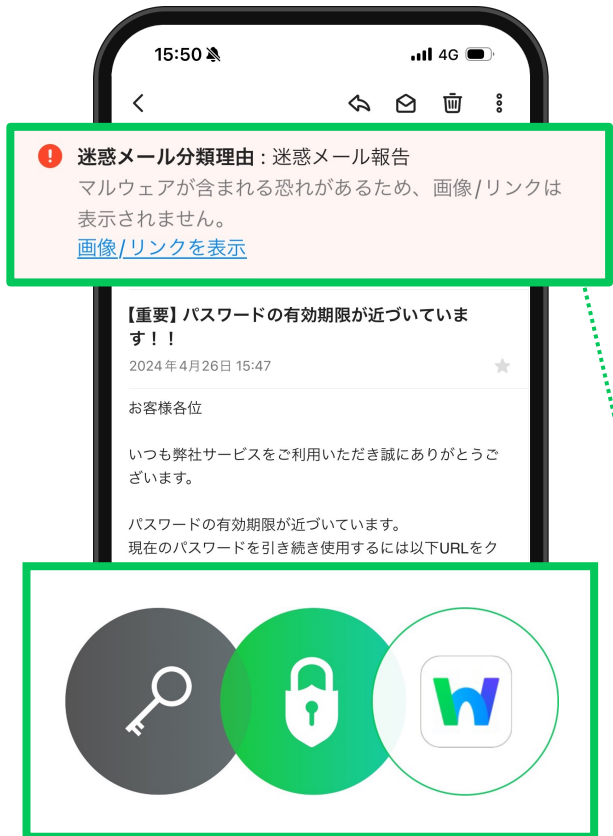 15:50
4G
迷惑メール分類理由 : 迷惑メール報告
マルウェアが含まれる恐れがあるため、画像/リンクは
表示されません。
画像/リンクを表示
【重要】パスワードの有効期限が近づいていま
す！！
2024年4月26日 15:47
お客様各位
いつも弊社サービスをご利用いただき誠にありがとうご
ざいます。
パスワードの有効期限が近づいています。
現在のパスワードを引き続き使用するには以下URLをク